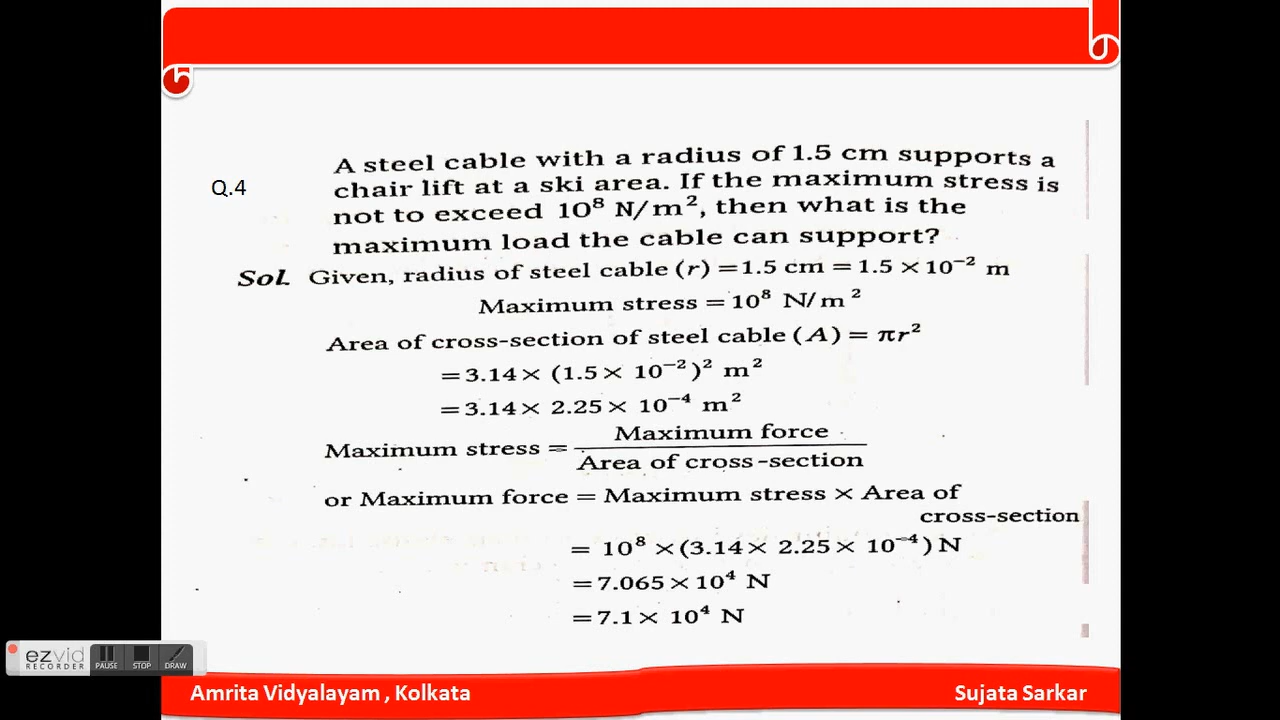 Q.4
A steel cable with a radius of 1.5 cm supports a
chair lift at a ski area. If the maximum stress is
not to exceed 10⁸ N/m², then what is the
maximum load the cable can support?
Sol. Given, radius of steel cable (r) = 1.5 cm = 1.5 × 10⁻² m
Maximum stress = 10⁸ N/m²
Area of cross-section of steel cable (A) = πr²
= 3.14 × (1.5 × 10⁻²)² m²
= 3.14 × 2.25 × 10⁻⁴ m²
Maximum stress = Maximum force / Area of cross-section
or Maximum force = Maximum stress × Area of
cross-section
= 10⁸ × (3.14 × 2.25 × 10⁻⁴) N
= 7.065 × 10⁴ N
= 7.1 × 10⁴ N
ezvid
RECORDER
PAUSE
STOP
DRAW
Amrita Vidyalayam , Kolkata
Sujata Sarkar